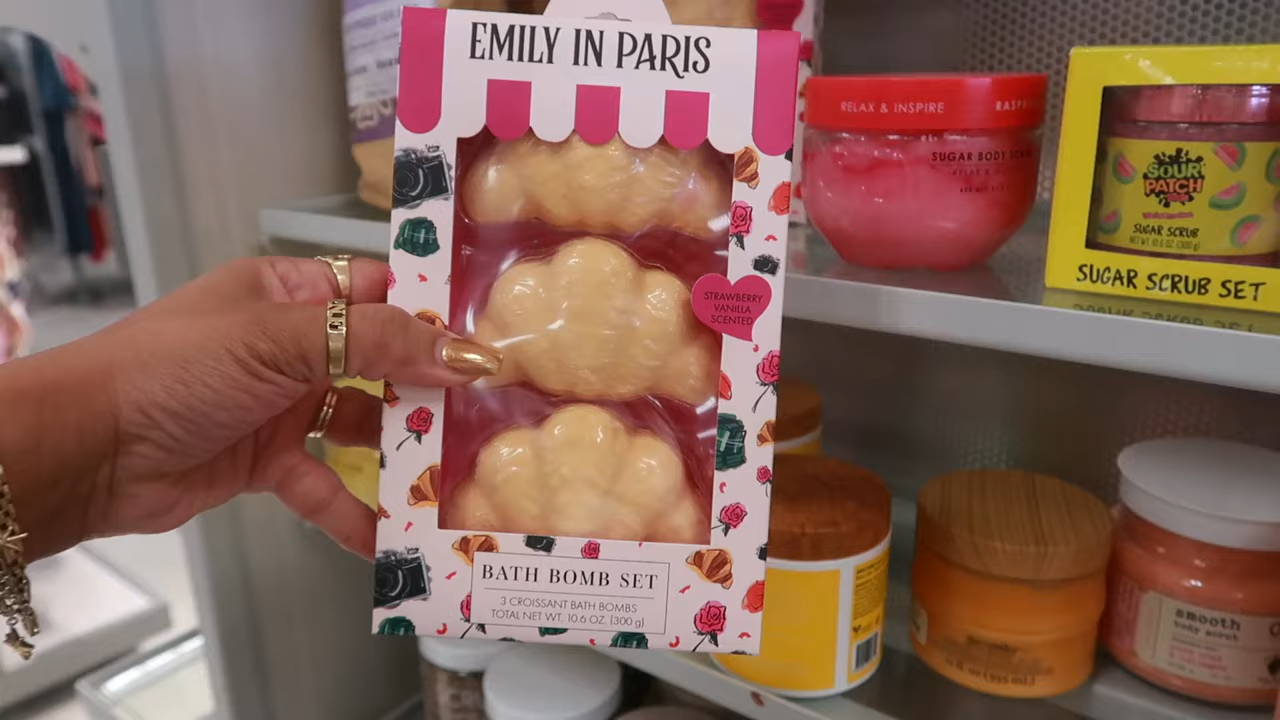 EMILY IN PARIS
STRAWBERRY
VANILLA
SCENTED
BATH BOMB SET
3 CROISSANT BATH BOMBS
TOTAL NET WT. 10.6 OZ. (300 g)
RELAX & INSPIRE
SUGAR BODY
SOUR
PATCH
KIDS
SUGAR SCRUB
NET WT. 10.6 OZ (300 g)
SUGAR SCRUB SET
smooth
body scrub